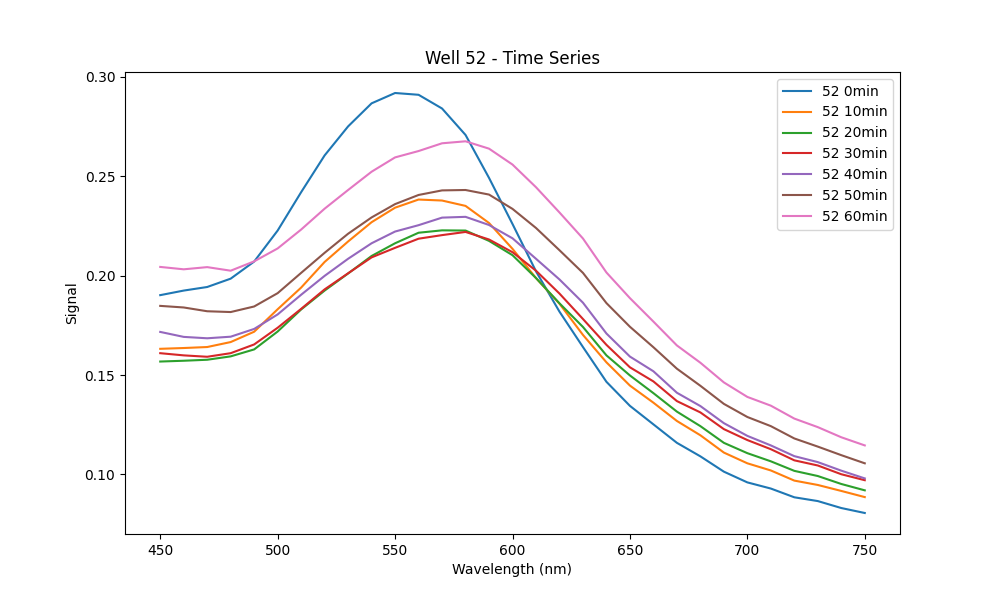 Well 52 - Time Series
Signal
0.30
0.25
0.20
0.15
0.10
52 0min
52 10min
52 20min
52 30min
52 40min
52 50min
52 60min
450 500 550 600 650 700 750
Wavelength (nm)